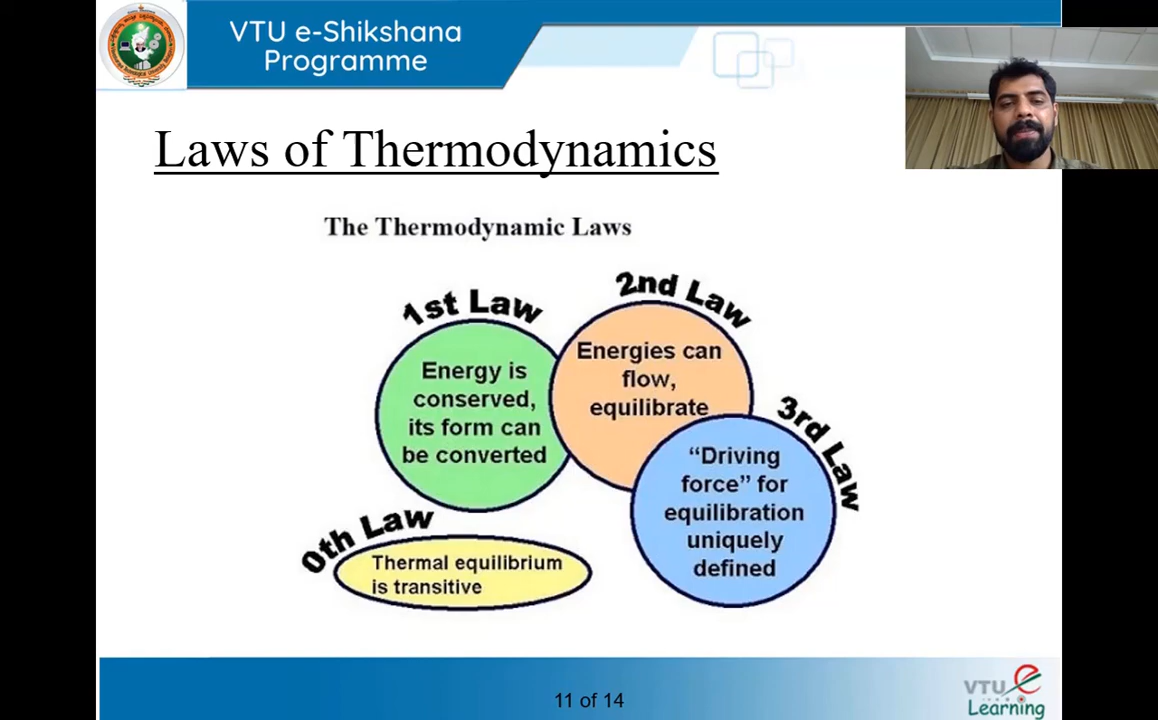 VTU e-Shikshana
Programme
Laws of Thermodynamics
The Thermodynamic Laws
1st Law
Energy is
conserved,
its form can
be converted
2nd Law
Energies can
flow,
equilibrate
3rd Law
“Driving
force” for
equilibration
uniquely
defined
0th Law
Thermal equilibrium
is transitive
11 of 14
VTU e
Learning